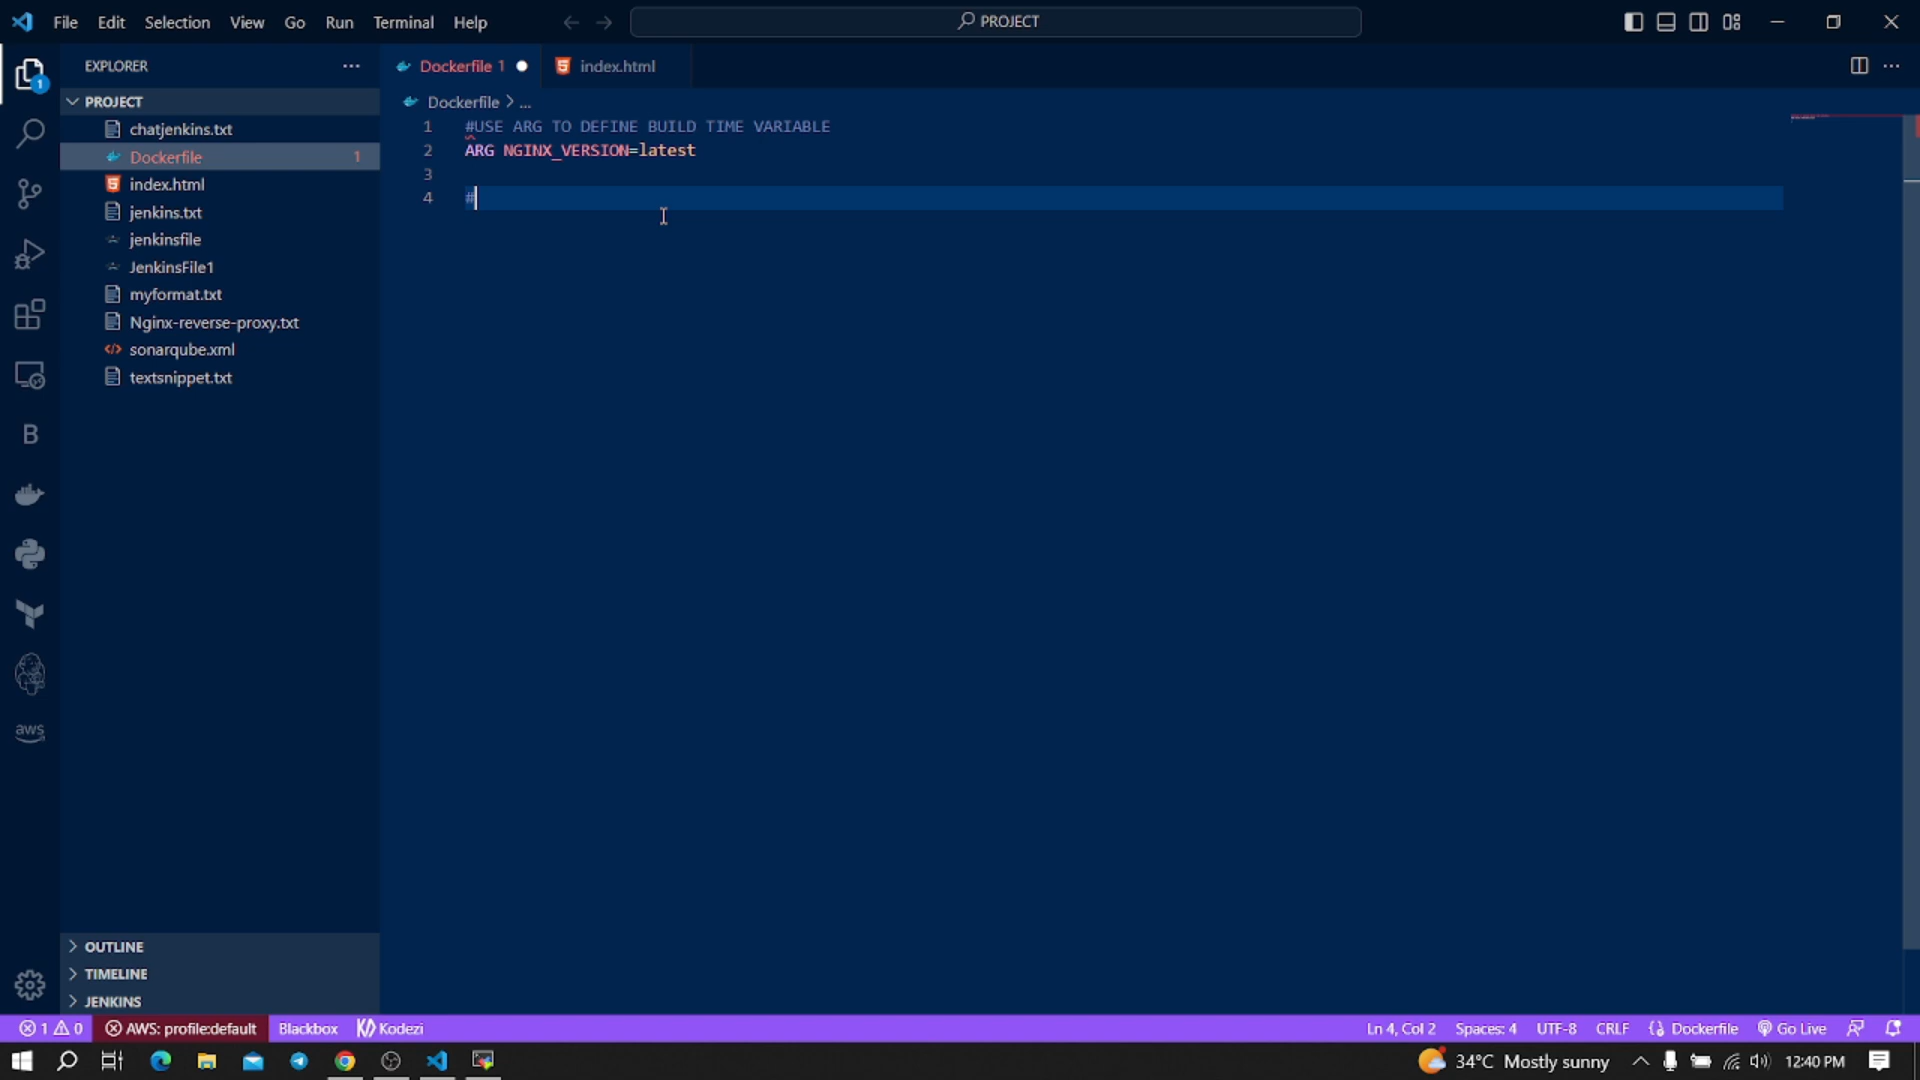 File Edit Selection View Go Run Terminal Help
PROJECT
EXPLORER
Dockerfile 1
index.html
PROJECT
Dockerfile > ...
chatjenkins.txt
Dockerfile 1
index.html
jenkins.txt
jenkinsfile
JenkinsFile1
myformat.txt
Nginx-reverse-proxy.txt
sonarqube.xml
textsnippet.txt
1 #USE ARG TO DEFINE BUILD TIME VARIABLE
2 ARG NGINX_VERSION=latest
3
4 #
1
B
aws
OUTLINE
TIMELINE
JENKINS
1 0 AWS: profile:default Blackbox Kodezi
Ln 4, Col 2 Spaces: 4 UTF-8 CRLF Dockerfile Go Live
34°C Mostly sunny 12:40 PM